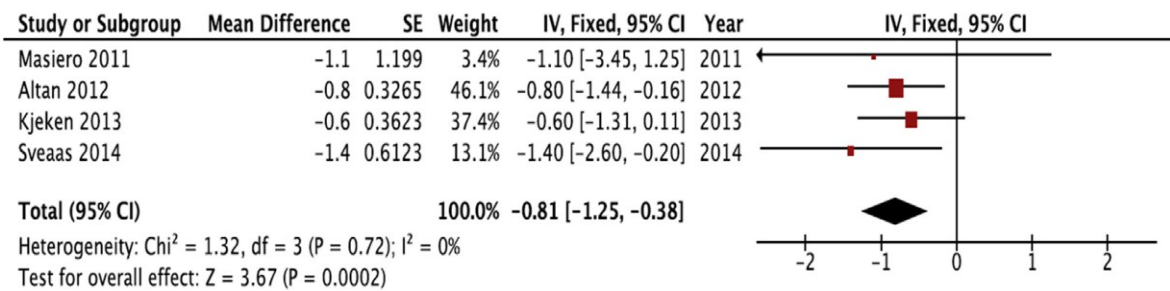 Study or Subgroup Mean Difference SE Weight IV, Fixed, 95% CI Year IV, Fixed, 95% CI
Masiero 2011 −1.1 1.199 3.4% −1.10 [−3.45, 1.25] 2011
Altan 2012 −0.8 0.3265 46.1% −0.80 [−1.44, −0.16] 2012
Kjeken 2013 −0.6 0.3623 37.4% −0.60 [−1.31, 0.11] 2013
Sveaas 2014 −1.4 0.6123 13.1% −1.40 [−2.60, −0.20] 2014
Total (95% CI) 100.0% −0.81 [−1.25, −0.38]
Heterogeneity: Chi² = 1.32, df = 3 (P = 0.72); I² = 0%
Test for overall effect: Z = 3.67 (P = 0.0002)
−2 −1 0 1 2